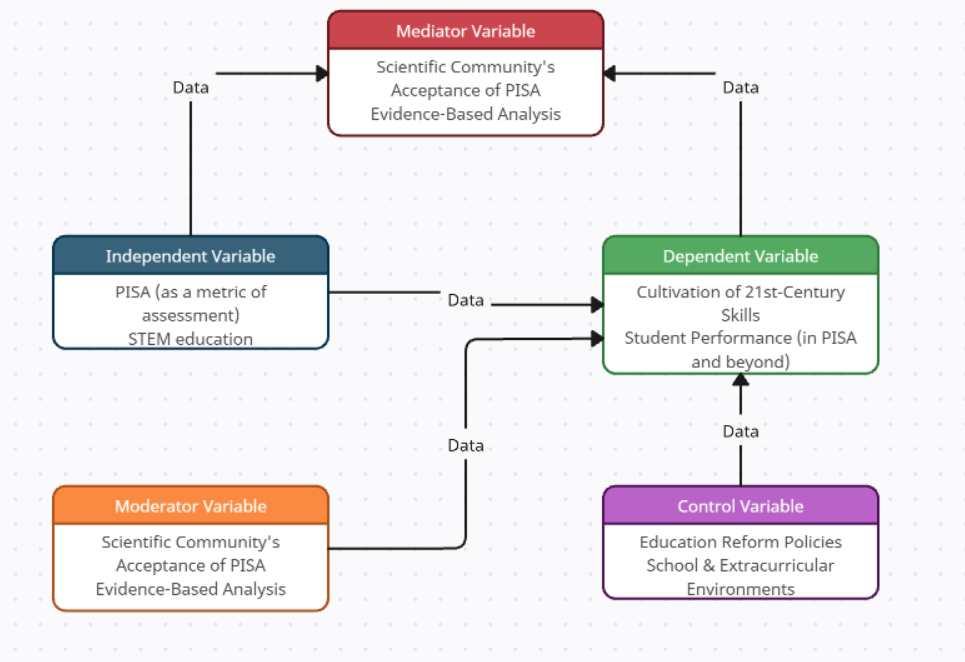 Mediator Variable
Scientific Community's
Acceptance of PISA
Evidence-Based Analysis
Data
Data
Independent Variable
PISA (as a metric of
assessment)
STEM education
Data
Dependent Variable
Cultivation of 21st-Century
Skills
Student Performance (in PISA
and beyond)
Data
Data
Moderator Variable
Scientific Community's
Acceptance of PISA
Evidence-Based Analysis
Control Variable
Education Reform Policies
School & Extracurricular
Environments